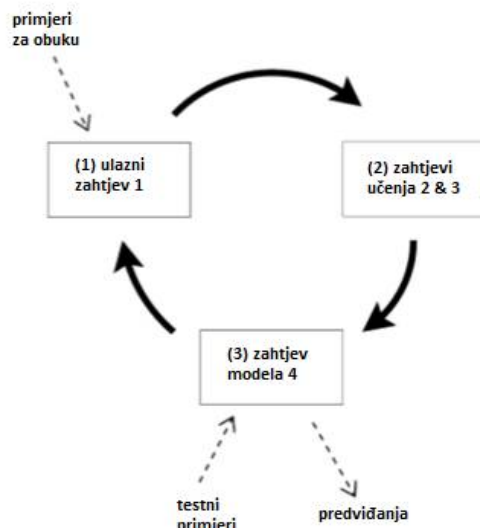 primjeri
za obuku
(1) ulazni
zahtjev 1
(2) zahtjevi
učenja 2 & 3
(3) zahtjev
modela 4
testni
primjeri
predviđanja